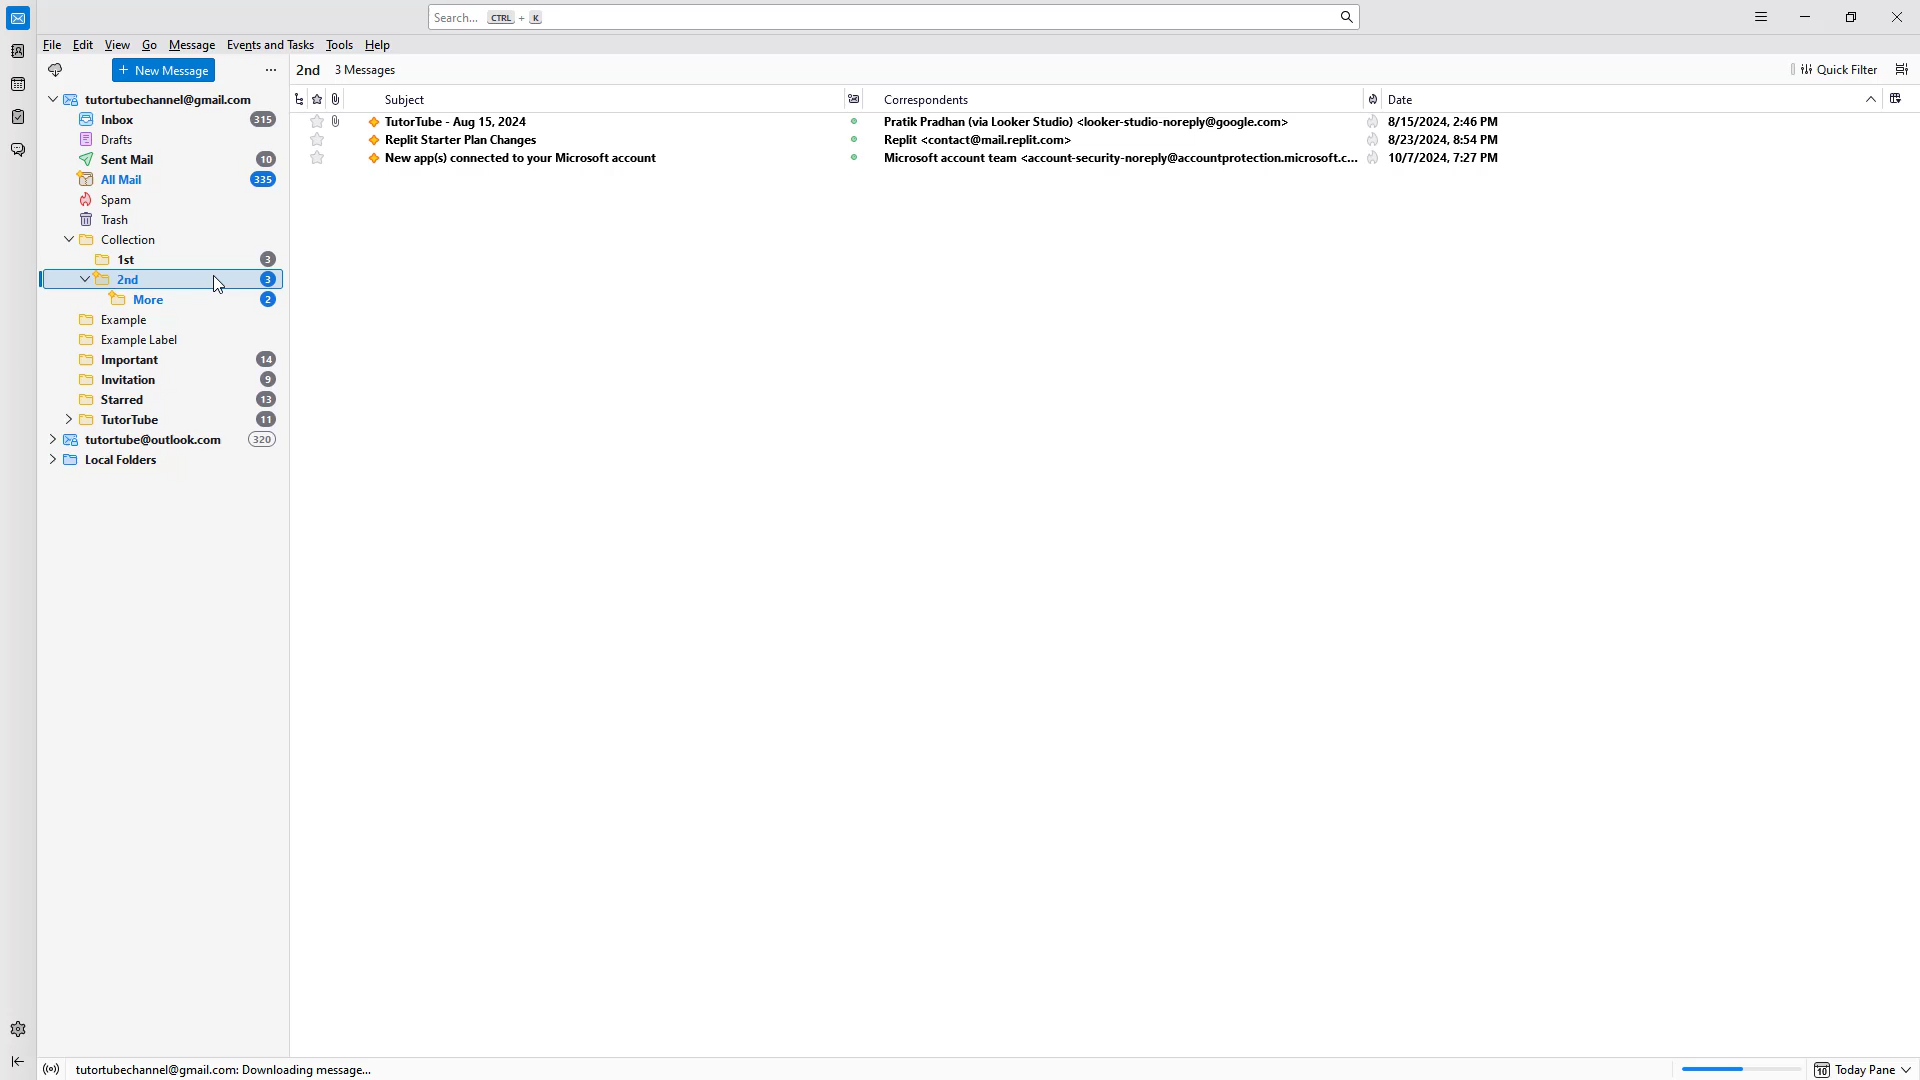 Search... CTRL + K
File Edit View Go Message Events and Tasks Tools Help
+ New Message ...
2nd 3 Messages
Quick Filter
tutortubechannel@gmail.com
Inbox 315
Drafts
Sent Mail 10
All Mail 335
Spam
Trash
Collection
1st 3
2nd 3
More 2
Example
Example Label
Important 14
Invitation 9
Starred 13
TutorTube 11
tutortube@outlook.com 320
Local Folders
Subject Correspondents Date
TutorTube - Aug 15, 2024 Pratik Pradhan (via Looker Studio) <looker-studio-noreply@google.com> 8/15/2024, 2:46 PM
Replit Starter Plan Changes Replit <contact@mail.replit.com> 8/23/2024, 8:54 PM
New app(s) connected to your Microsoft account Microsoft account team <account-security-noreply@accountprotection.microsoft.c... 10/7/2024, 7:27 PM
tutortubechannel@gmail.com: Downloading message...
10 Today Pane